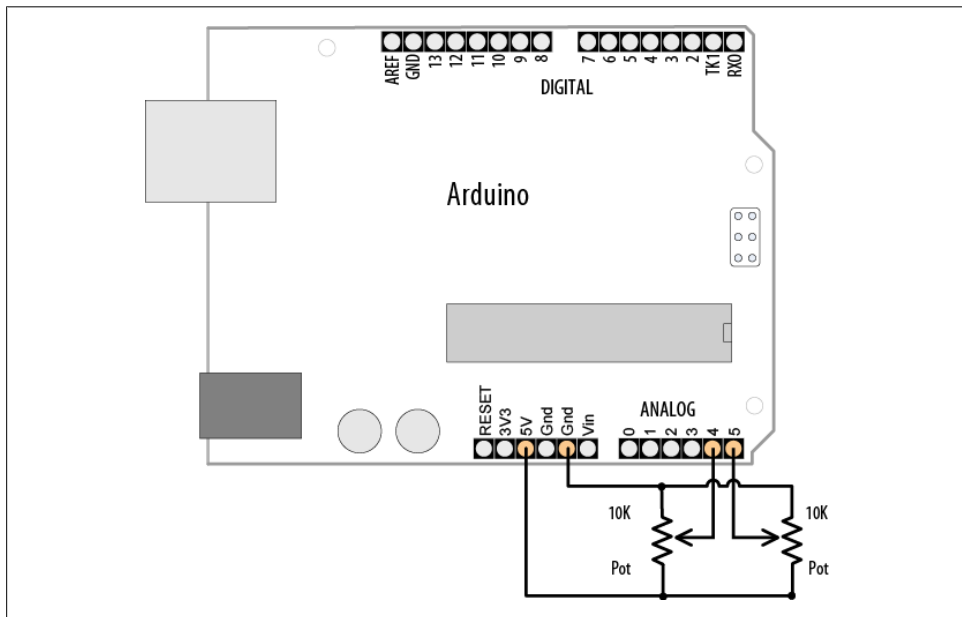 AREF GND 13 12 11 10 9 8 7 6 5 4 3 2 TK1 RX0
DIGITAL
Arduino
RESET 3V3 5V Gnd Gnd Vin
ANALOG
0 1 2 3 4 5
10K
10K
Pot
Pot